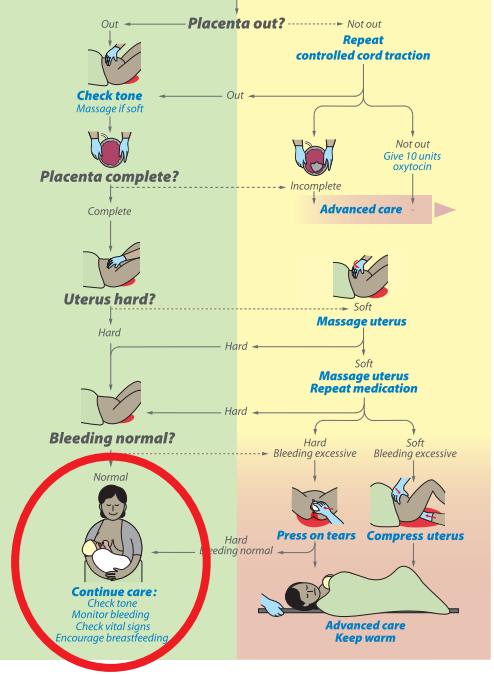 Out
Placenta out?
Not out
Repeat
controlled cord traction
Check tone
Massage if soft
Out
Not out
Give 10 units
oxytocin
Placenta complete?
Incomplete
Complete
Advanced care
Uterus hard?
Soft
Massage uterus
Hard
Hard
Soft
Massage uterus
Repeat medication
Hard
Bleeding normal?
Hard
Bleeding excessive
Soft
Bleeding excessive
Normal
Press on tears
Compress uterus
Hard
Bleeding normal
Continue care:
Check tone
Monitor bleeding
Check vital signs
Encourage breastfeeding
Advanced care
Keep warm